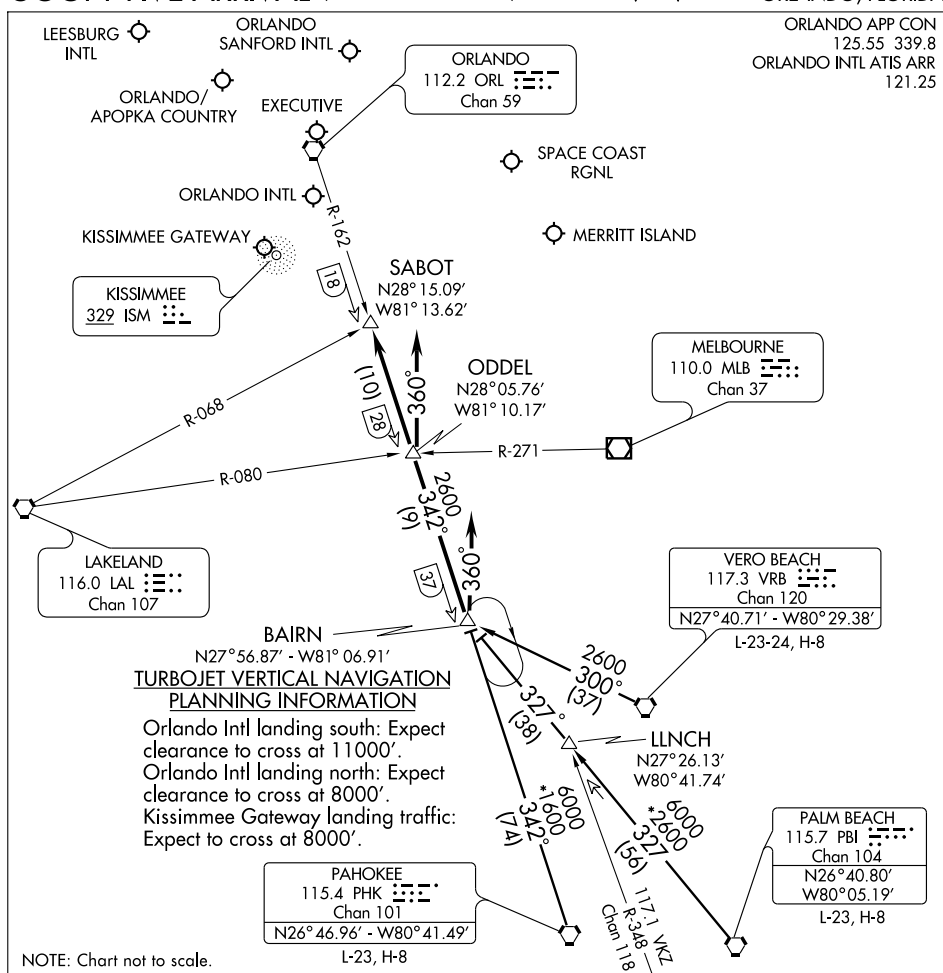 ORLANDO APP CON
125.55 339.8
ORLANDO INTL ATIS ARR
121.25
LEESBURG
INTL
ORLANDO
SANFORD INTL
ORLANDO/
APOPKA COUNTRY
EXECUTIVE
ORLANDO
112.2 ORL
Chan 59
SPACE COAST
RGNL
ORLANDO INTL
R-162
KISSIMMEE GATEWAY
MERRITT ISLAND
KISSIMMEE
329 ISM
18
SABOT
N28°15.09'
W81°13.62'
(10)
360°
28
ODDEL
N28°05.76'
W81°10.17'
MELBOURNE
110.0 MLB
Chan 37
R-068
R-271
R-080
2600
342°
(9)
LAKELAND
116.0 LAL
Chan 107
37
360°
VERO BEACH
117.3 VRB
Chan 120
N27°40.71' - W80°29.38'
L-23-24, H-8
BAIRN
N27°56.87' - W81°06.91'
2600
300°
(37)
TURBOJET VERTICAL NAVIGATION
PLANNING INFORMATION
Orlando Intl landing south: Expect
clearance to cross at 11000'.
Orlando Intl landing north: Expect
clearance to cross at 8000'.
Kissimmee Gateway landing traffic:
Expect to cross at 8000'.
327°
(38)
LLNCH
N27°26.13'
W80°41.74'
6000
*1600
342°
(74)
6000
*2600
327
(56)
PALM BEACH
115.7 PBI
Chan 104
N26°40.80'
W80°05.19'
L-23, H-8
PAHOKEE
115.4 PHK
Chan 101
N26°46.96' - W80°41.49'
L-23, H-8
117.1 VKZ
R-348
Chan 118
NOTE: Chart not to scale.